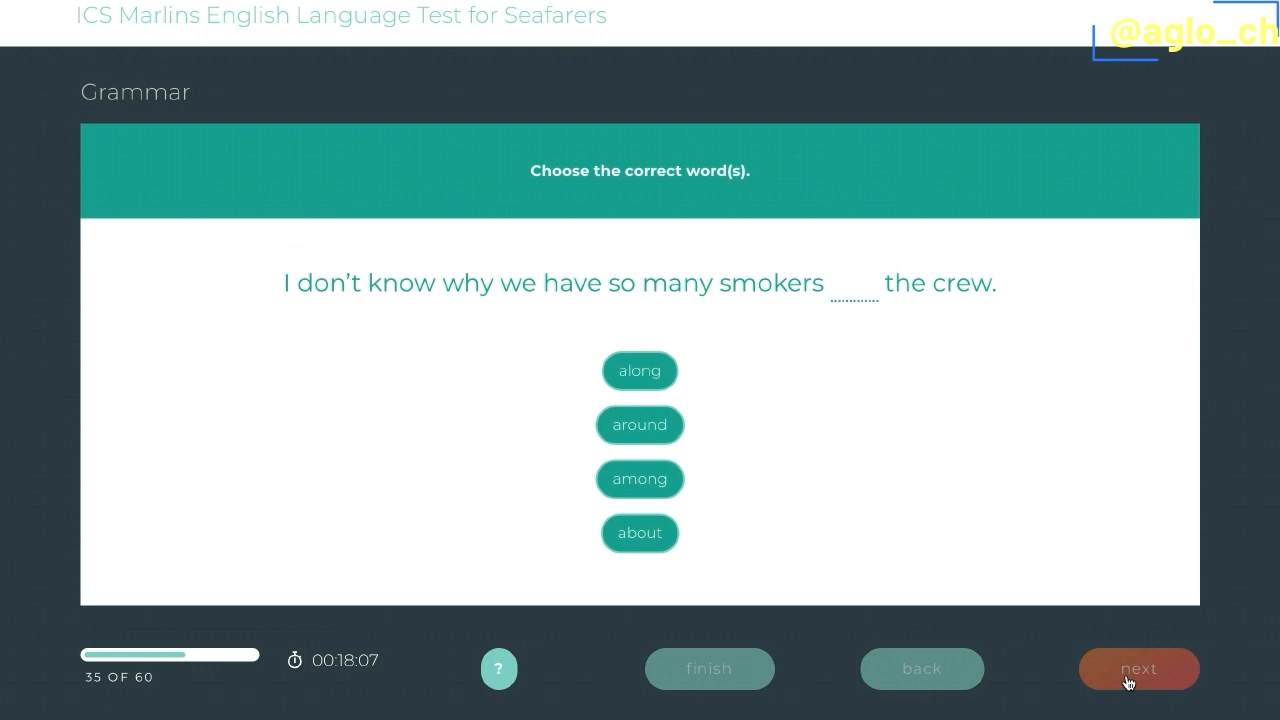 ICS Marlins English Language Test for Seafarers
@aglo_ch
Grammar
Choose the correct word(s).
I don't know why we have so many smokers ____ the crew.
along
around
among
about
35 OF 60
00:18:07
?
finish
back
next